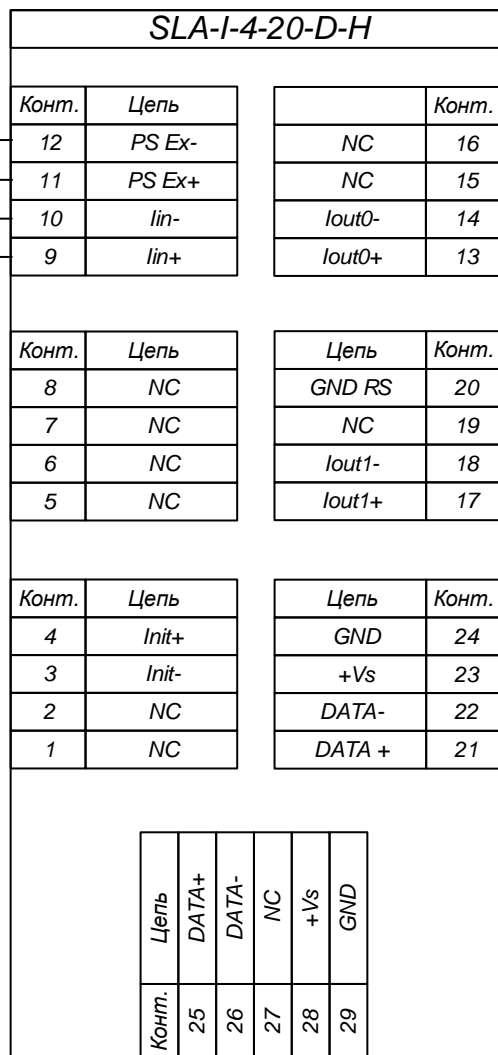 SLA-I-4-20-D-H
Конт. Цепь
12 PS Ex-
11 PS Ex+
10 Iin-
9 Iin+
Конт.
NC 16
NC 15
Iout0- 14
Iout0+ 13
Конт. Цепь
8 NC
7 NC
6 NC
5 NC
Цепь Конт.
GND RS 20
NC 19
Iout1- 18
Iout1+ 17
Конт. Цепь
4 Init+
3 Init-
2 NC
1 NC
Цепь Конт.
GND 24
+Vs 23
DATA- 22
DATA + 21
Конт. Цепь
25 DATA+
26 DATA-
27 NC
28 +Vs
29 GND